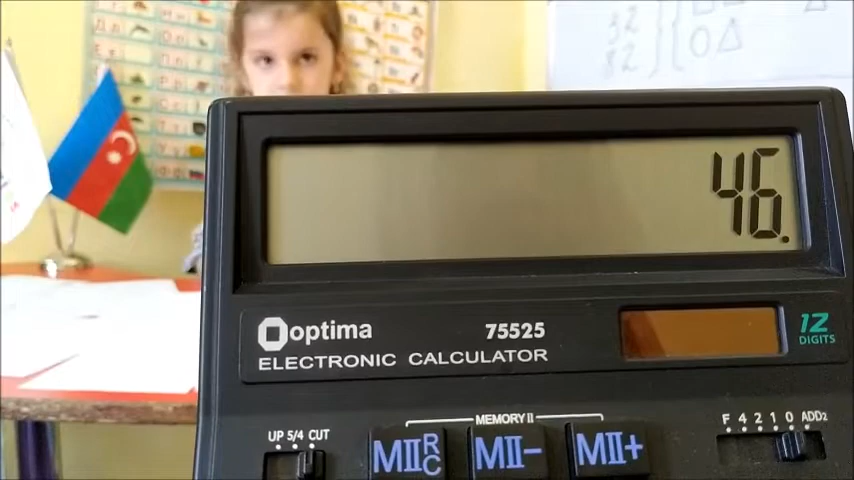 46.
optima 75525
ELECTRONIC CALCULATOR
12
DIGITS
UP 5/4 CUT
MEMORY II
F 4 2 1 0 ADD2
MII R C MII− MII+